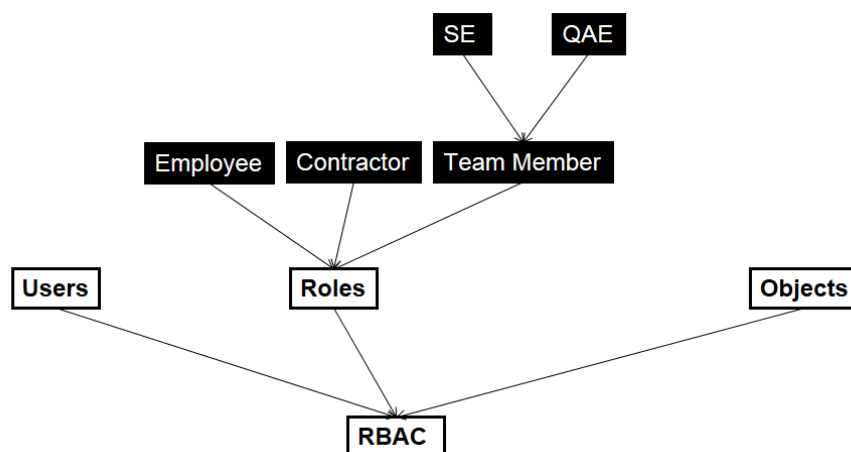 SE
QAE
Employee
Contractor
Team Member
Users
Roles
Objects
RBAC